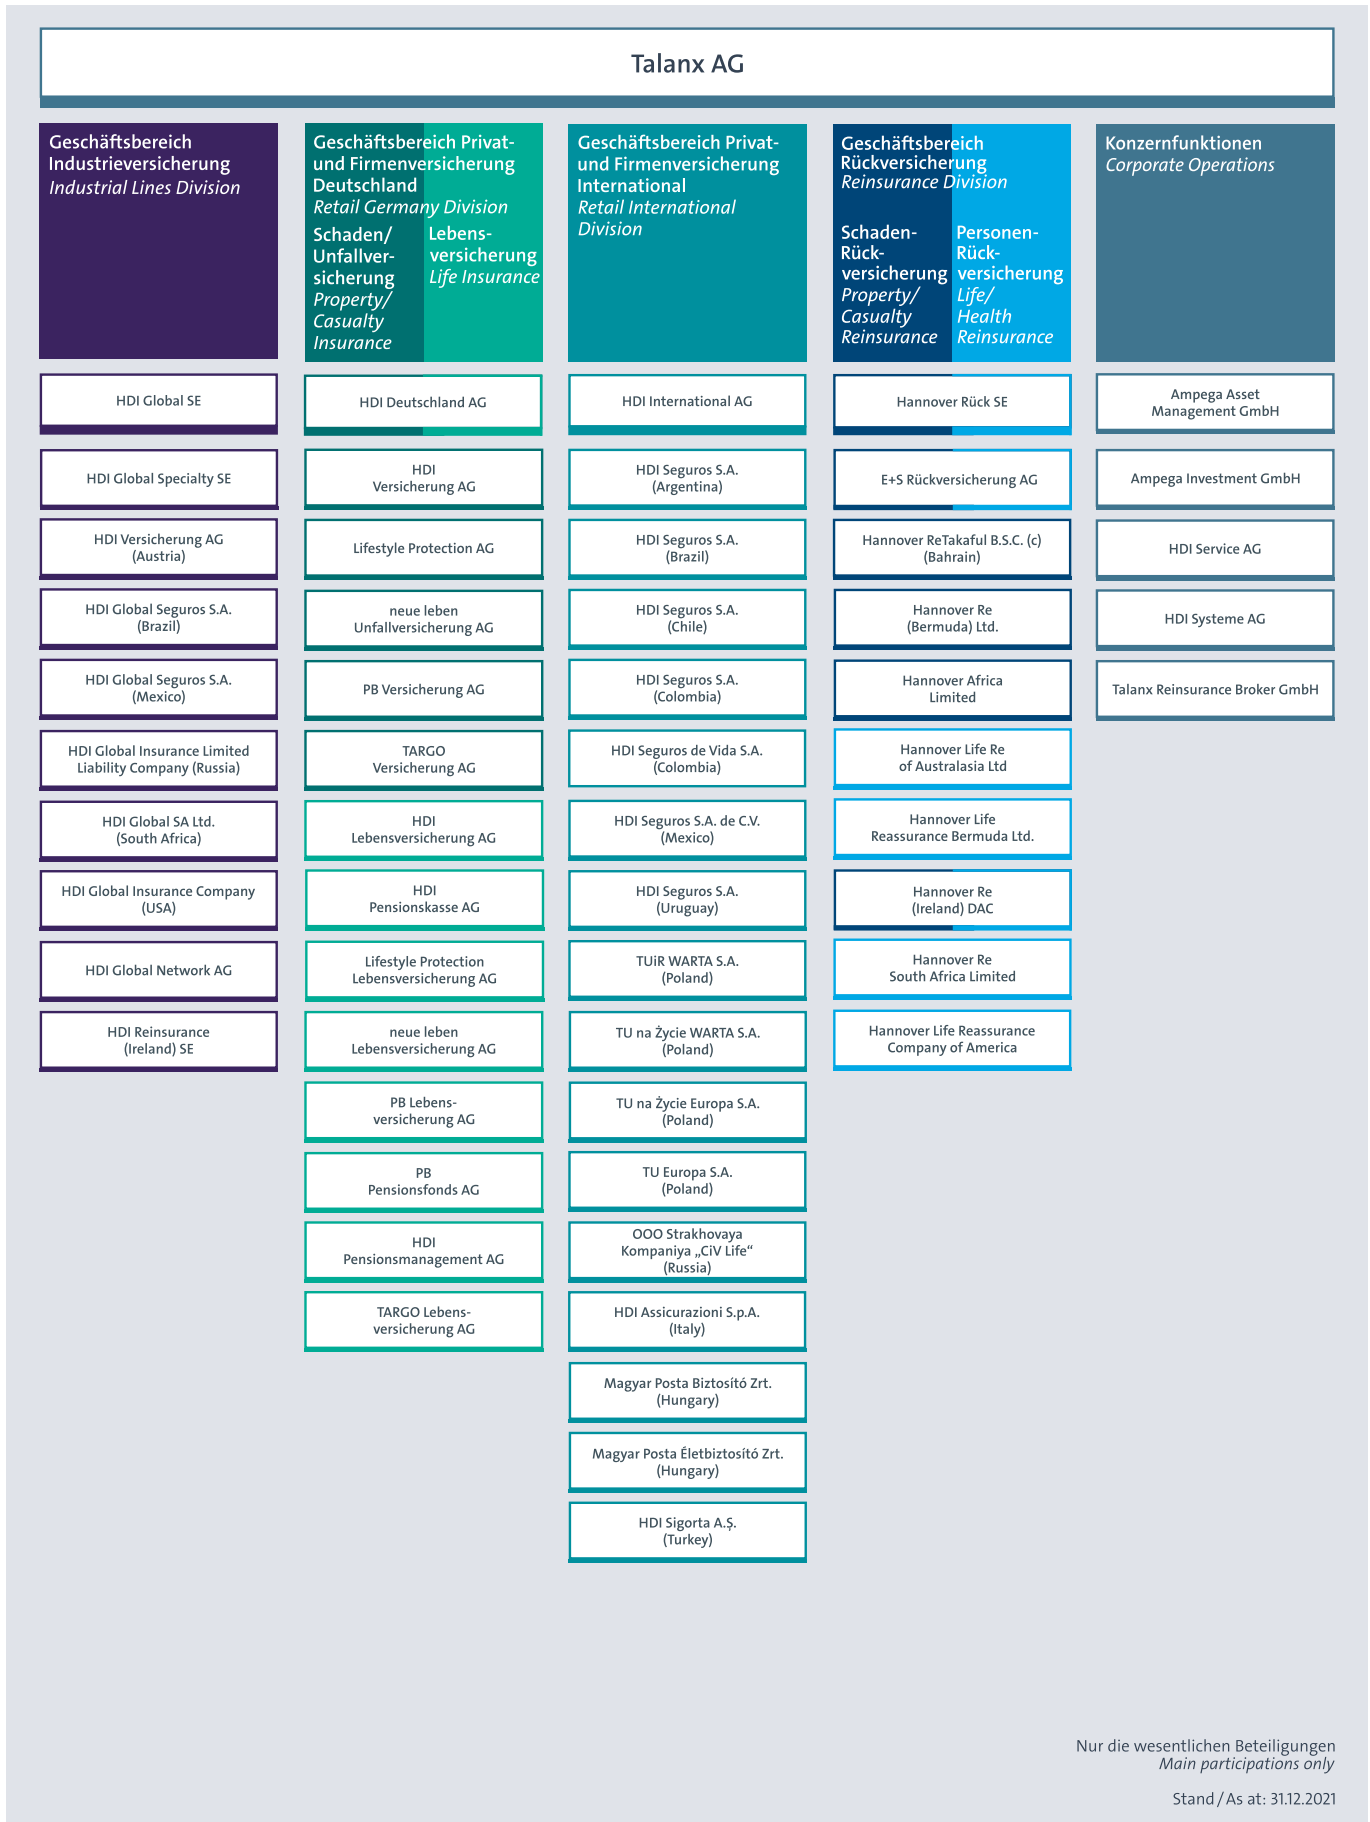 Talanx AG
Geschäftsbereich
Industrieversicherung
Industrial Lines Division
Geschäftsbereich Privat-
und Firmenversicherung
Deutschland
Retail Germany Division
Schaden/
Unfallver-
sicherung
Property/
Casualty
Insurance
Lebens-
versicherung
Life Insurance
Geschäftsbereich Privat-
und Firmenversicherung
International
Retail International
Division
Geschäftsbereich
Rückversicherung
Reinsurance Division
Schaden-
Rück-
versicherung
Property/
Casualty
Reinsurance
Personen-
Rück-
versicherung
Life/
Health
Reinsurance
Konzernfunktionen
Corporate Operations
HDI Global SE
HDI Global Specialty SE
HDI Versicherung AG
(Austria)
HDI Global Seguros S.A.
(Brazil)
HDI Global Seguros S.A.
(Mexico)
HDI Global Insurance Limited
Liability Company (Russia)
HDI Global SA Ltd.
(South Africa)
HDI Global Insurance Company
(USA)
HDI Global Network AG
HDI Reinsurance
(Ireland) SE
HDI Deutschland AG
HDI
Versicherung AG
Lifestyle Protection AG
neue leben
Unfallversicherung AG
PB Versicherung AG
TARGO
Versicherung AG
HDI
Lebensversicherung AG
HDI
Pensionskasse AG
Lifestyle Protection
Lebensversicherung AG
neue leben
Lebensversicherung AG
PB Lebens-
versicherung AG
PB
Pensionsfonds AG
HDI
Pensionsmanagement AG
TARGO Lebens-
versicherung AG
HDI International AG
HDI Seguros S.A.
(Argentina)
HDI Seguros S.A.
(Brazil)
HDI Seguros S.A.
(Chile)
HDI Seguros S.A.
(Colombia)
HDI Seguros de Vida S.A.
(Colombia)
HDI Seguros S.A. de C.V.
(Mexico)
HDI Seguros S.A.
(Uruguay)
TUiR WARTA S.A.
(Poland)
TU na Życie WARTA S.A.
(Poland)
TU na Życie Europa S.A.
(Poland)
TU Europa S.A.
(Poland)
OOO Strakhovaya
Kompaniya „CiV Life“
(Russia)
HDI Assicurazioni S.p.A.
(Italy)
Magyar Posta Biztosító Zrt.
(Hungary)
Magyar Posta Életbiztosító Zrt.
(Hungary)
HDI Sigorta A.Ş.
(Turkey)
Hannover Rück SE
E+S Rückversicherung AG
Hannover ReTakaful B.S.C. (c)
(Bahrain)
Hannover Re
(Bermuda) Ltd.
Hannover Africa
Limited
Hannover Life Re
of Australasia Ltd
Hannover Life
Reassurance Bermuda Ltd.
Hannover Re
(Ireland) DAC
Hannover Re
South Africa Limited
Hannover Life Reassurance
Company of America
Ampega Asset
Management GmbH
Ampega Investment GmbH
HDI Service AG
HDI Systeme AG
Talanx Reinsurance Broker GmbH
Nur die wesentlichen Beteiligungen
Main participations only
Stand / As at: 31.12.2021